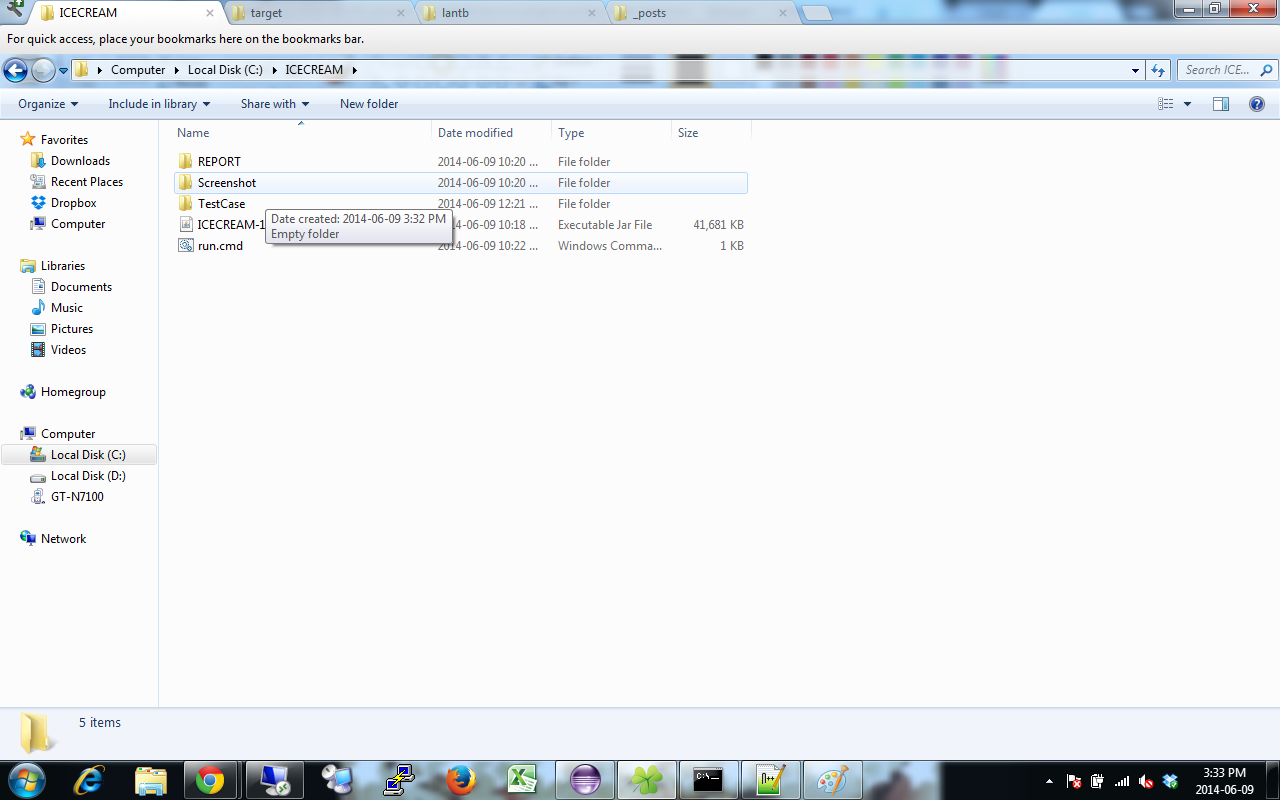 ICECREAM target lantb _posts
For quick access, place your bookmarks here on the bookmarks bar.
Computer Local Disk (C:) ICECREAM Search ICE...
Organize Include in library Share with New folder
Name Date modified Type Size
Favorites
Downloads
Recent Places
Dropbox
Computer
Libraries
Documents
Music
Pictures
Videos
Homegroup
Computer
Local Disk (C:)
Local Disk (D:)
GT-N7100
Network
REPORT 2014-06-09 10:20 ... File folder
Screenshot 2014-06-09 10:20 ... File folder
TestCase 2014-06-09 12:21 ... File folder
ICECREAM-1 10:18 ... Executable Jar File 41,681 KB
run.cmd 2014-06-09 10:22 ... Windows Comma... 1 KB
Date created: 2014-06-09 3:32 PM
Empty folder
5 items
C:\_
3:33 PM
2014-06-09